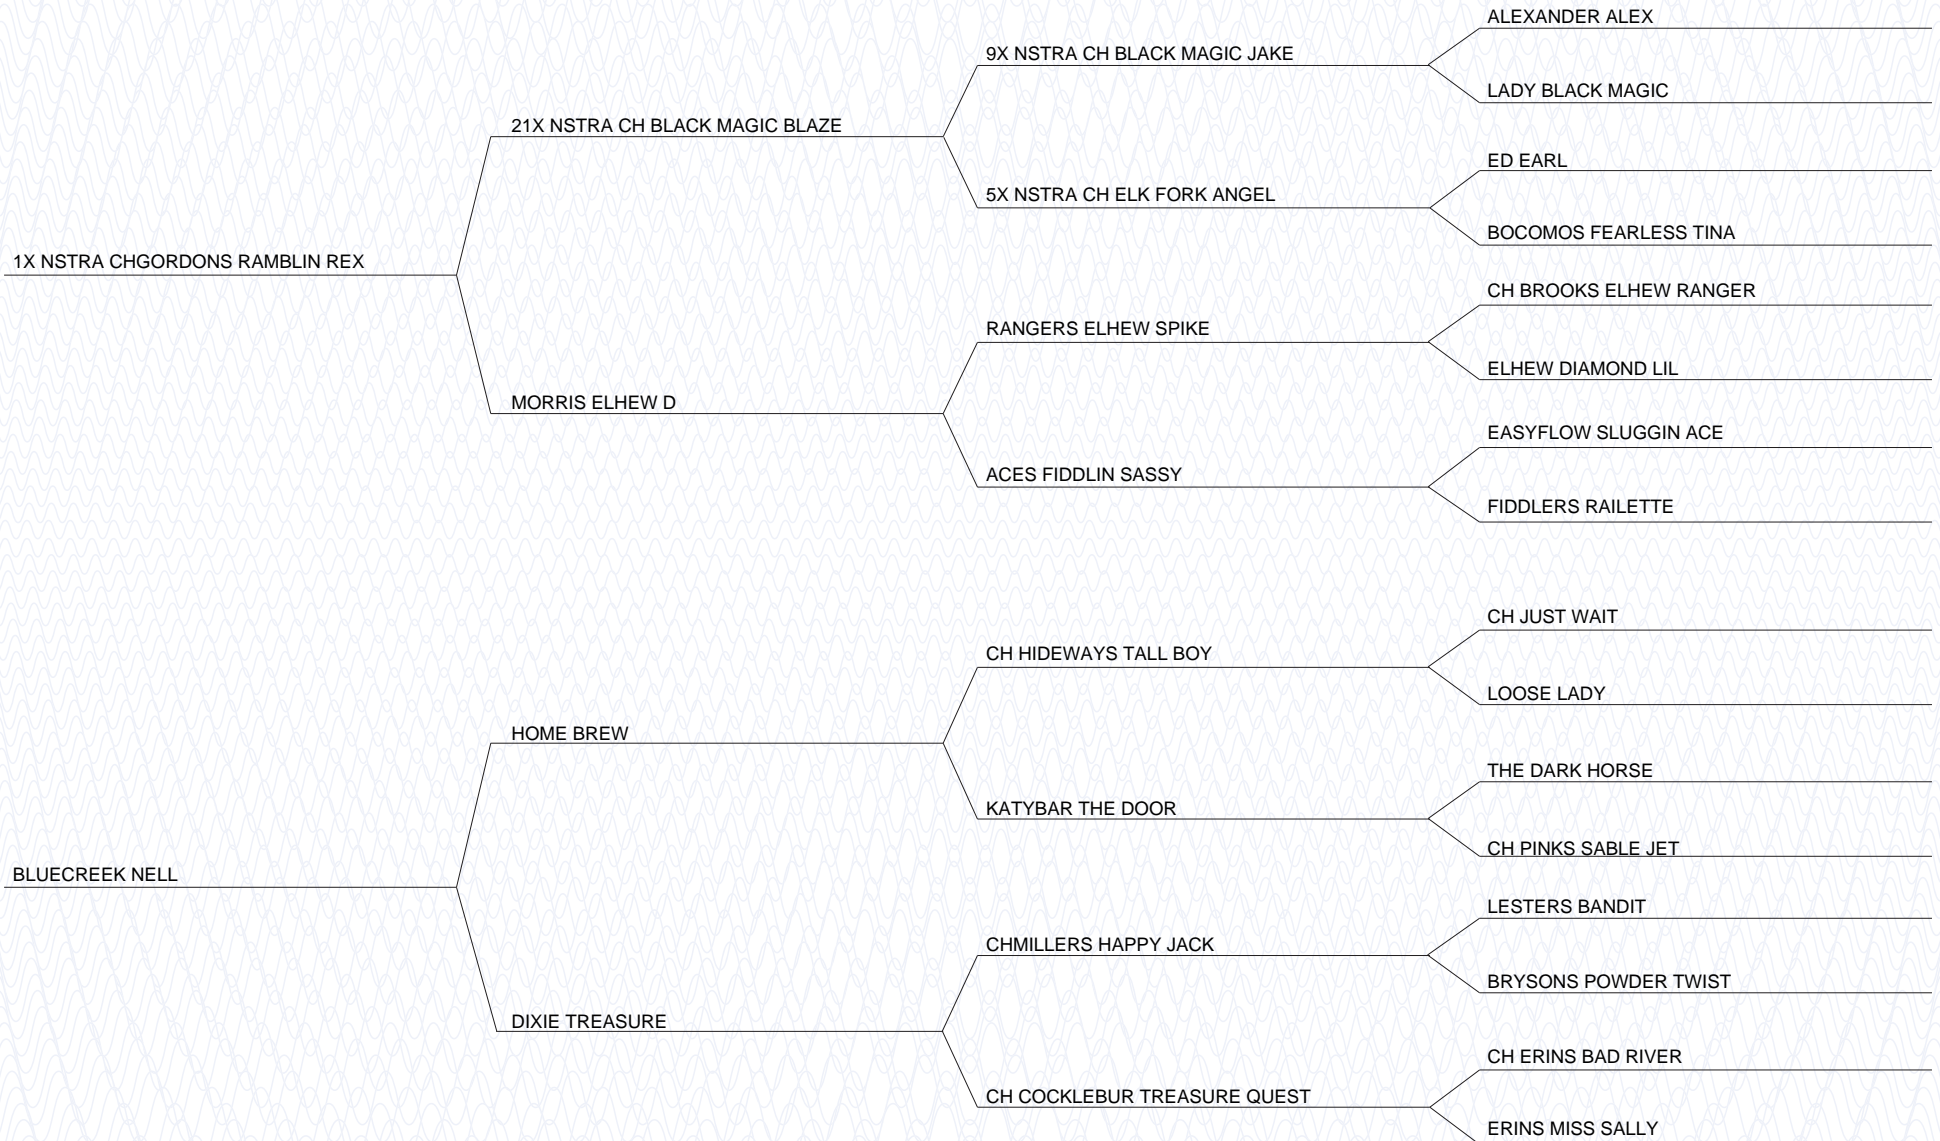 ALEXANDER ALEX
9X NSTRA CH BLACK MAGIC JAKE
LADY BLACK MAGIC
21X NSTRA CH BLACK MAGIC BLAZE
ED EARL
5X NSTRA CH ELK FORK ANGEL
BOCOMOS FEARLESS TINA
1X NSTRA CHGORDONS RAMBLIN REX
CH BROOKS ELHEW RANGER
RANGERS ELHEW SPIKE
ELHEW DIAMOND LIL
MORRIS ELHEW D
EASYFLOW SLUGGIN ACE
ACES FIDDLIN SASSY
FIDDLERS RAILETTE
CH JUST WAIT
CH HIDEWAYS TALL BOY
LOOSE LADY
HOME BREW
THE DARK HORSE
KATYBAR THE DOOR
CH PINKS SABLE JET
BLUECREEK NELL
LESTERS BANDIT
CHMILLERS HAPPY JACK
BRYSONS POWDER TWIST
DIXIE TREASURE
CH ERINS BAD RIVER
CH COCKLEBUR TREASURE QUEST
ERINS MISS SALLY